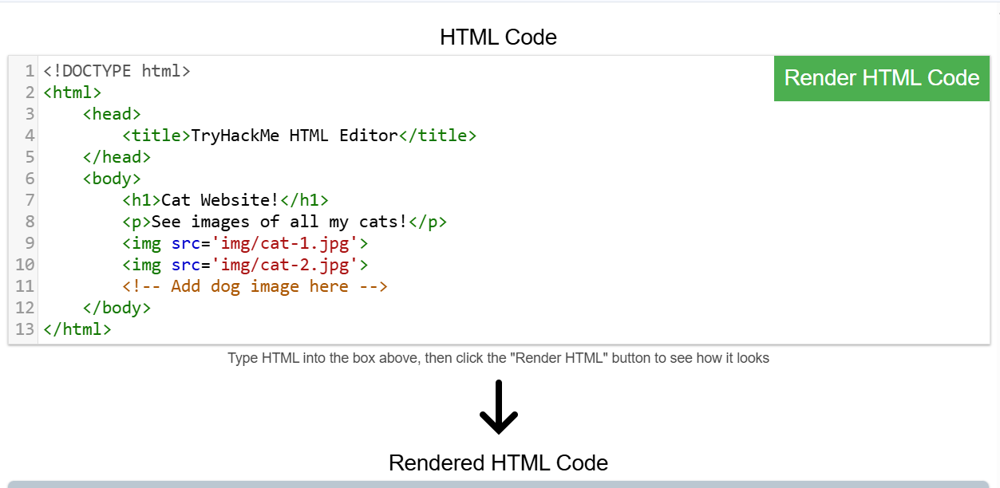 HTML Code
Render HTML Code
1 <!DOCTYPE html>
2 <html>
3     <head>
4         <title>TryHackMe HTML Editor</title>
5     </head>
6     <body>
7         <h1>Cat Website!</h1>
8         <p>See images of all my cats!</p>
9         <img src='img/cat-1.jpg'>
10         <img src='img/cat-2.jpg'>
11         <!-- Add dog image here -->
12     </body>
13 </html>
Type HTML into the box above, then click the "Render HTML" button to see how it looks
Rendered HTML Code